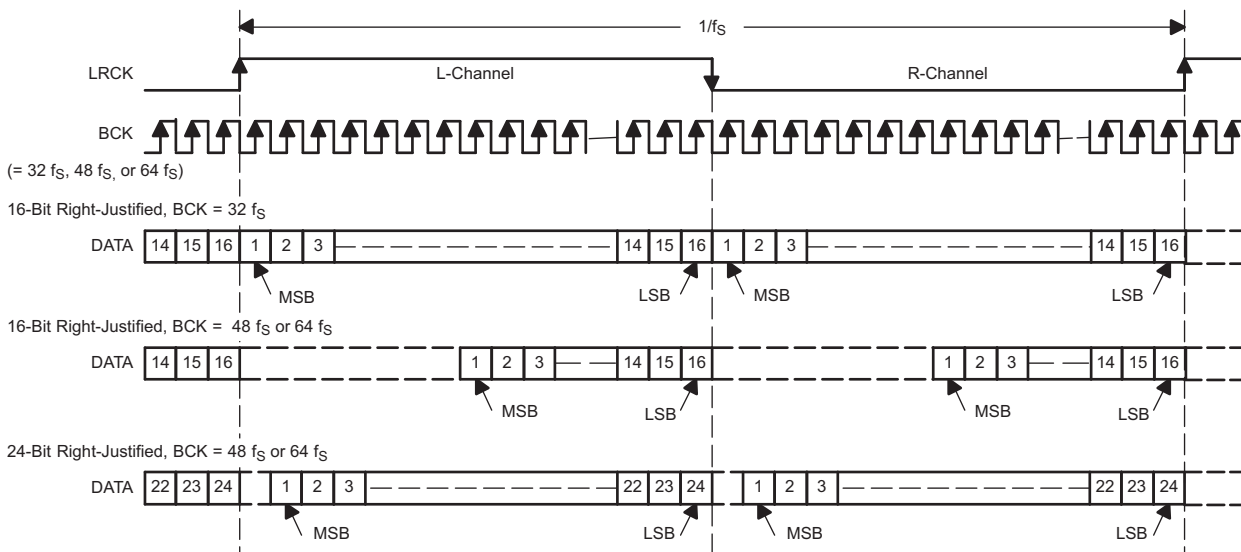 1/fS
LRCK
L-Channel
R-Channel
BCK
(= 32 fS, 48 fS, or 64 fS)
16-Bit Right-Justified, BCK = 32 fS
DATA 14 15 16 1 2 3 14 15 16 1 2 3 14 15 16
MSB LSB MSB LSB
16-Bit Right-Justified, BCK = 48 fS or 64 fS
DATA 14 15 16 1 2 3 14 15 16 1 2 3 14 15 16
MSB LSB MSB LSB
24-Bit Right-Justified, BCK = 48 fS or 64 fS
DATA 22 23 24 1 2 3 22 23 24 1 2 3 22 23 24
MSB LSB MSB LSB